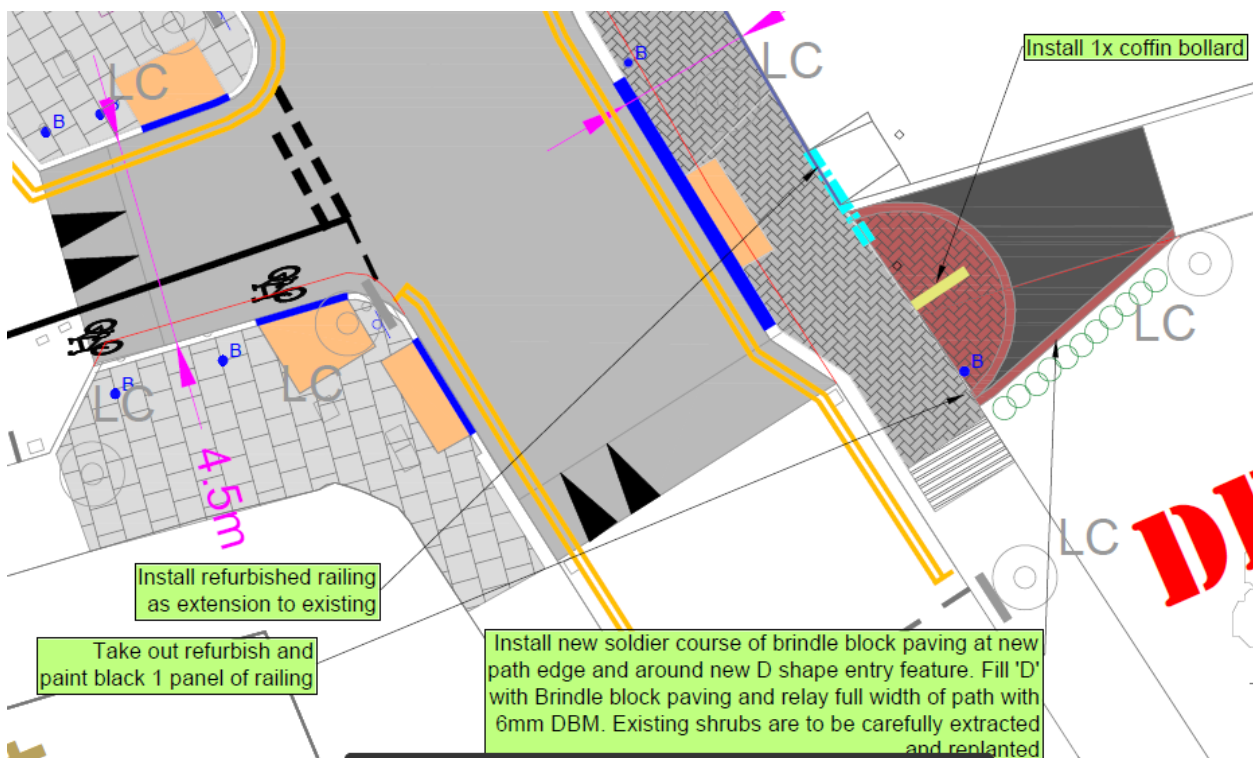 LC
B
B
LC
Install 1x coffin bollard
B
LC
B
B
LC
LC
4.5m
LC
LC
Install refurbished railing
as extension to existing
Take out refurbish and
paint black 1 panel of railing
Install new soldier course of brindle block paving at new
path edge and around new D shape entry feature. Fill 'D'
with Brindle block paving and relay full width of path with
6mm DBM. Existing shrubs are to be carefully extracted
and replanted